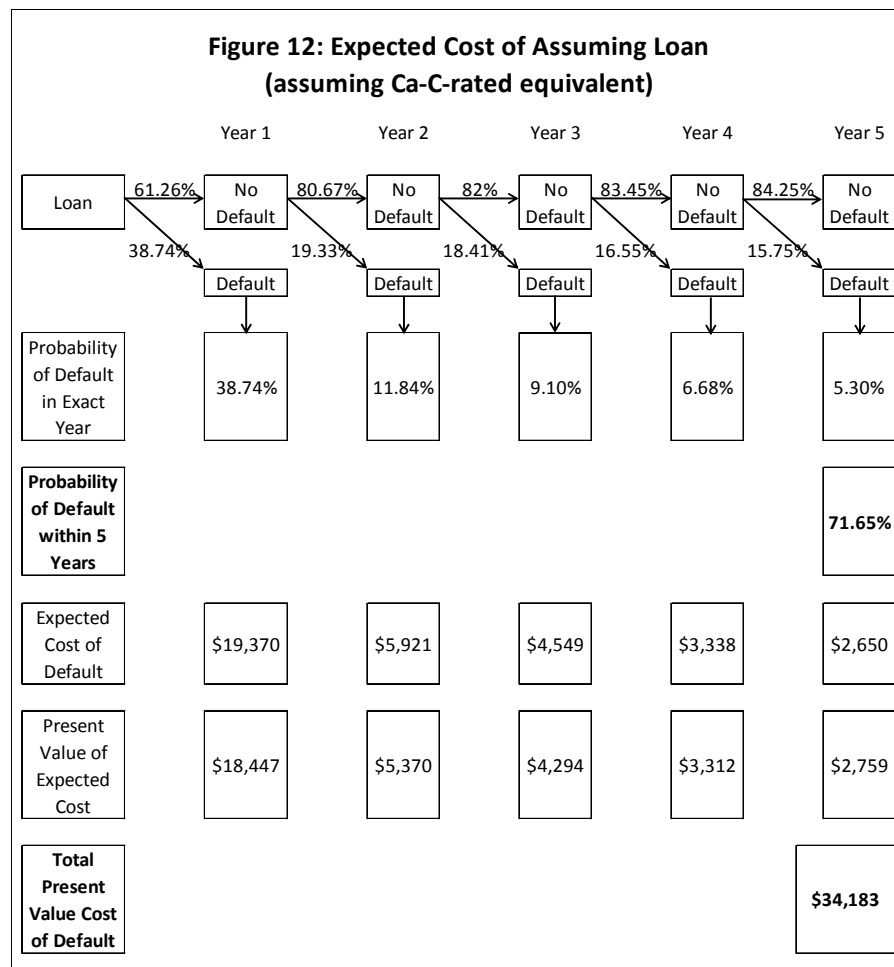 Figure 12: Expected Cost of Assuming Loan
(assuming Ca-C-rated equivalent)
Year 1 Year 2 Year 3 Year 4 Year 5
Loan 61.26% No Default 80.67% No Default 82% No Default 83.45% No Default 84.25% No Default
38.74% 19.33% 18.41% 16.55% 15.75%
Default Default Default Default Default
Probability
of Default
in Exact
Year
38.74% 11.84% 9.10% 6.68% 5.30%
Probability
of Default
within 5
Years
71.65%
Expected
Cost of
Default
$19,370 $5,921 $4,549 $3,338 $2,650
Present
Value of
Expected
Cost
$18,447 $5,370 $4,294 $3,312 $2,759
Total
Present
Value Cost
of Default
$34,183